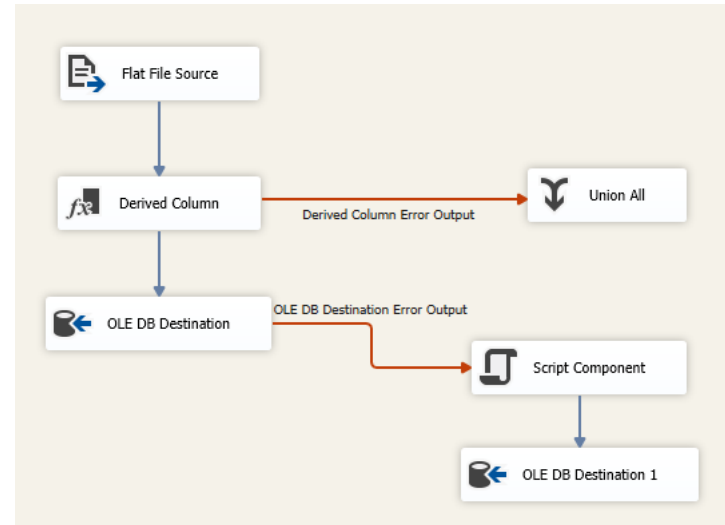 Flat File Source
Derived Column
Union All
Derived Column Error Output
OLE DB Destination
OLE DB Destination Error Output
Script Component
OLE DB Destination 1